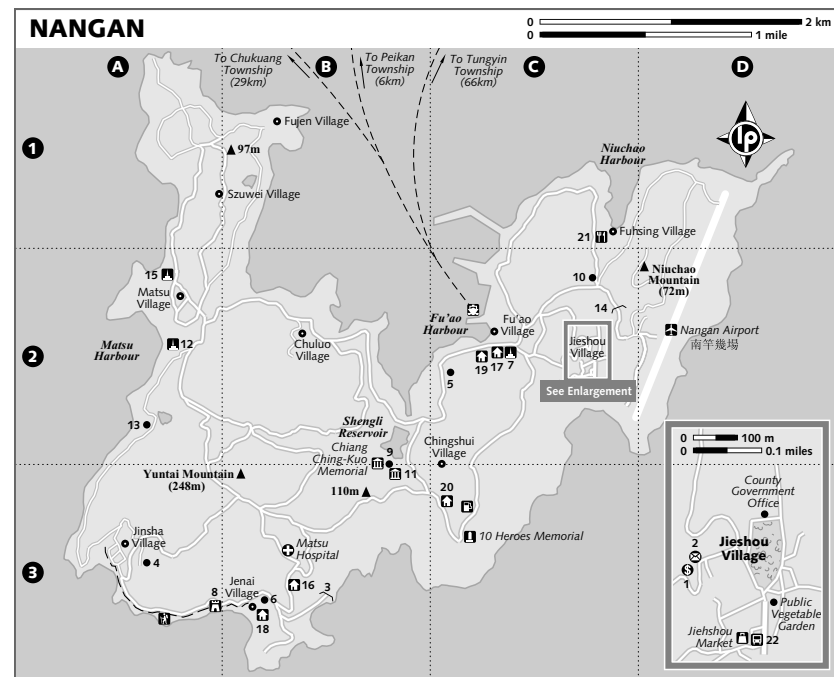 NANGAN
0 2 km
0 1 mile
A
B
C
D
To Chukuang
Township
(29km)
To Peikan
Township
(6km)
To Tungyin
Township
(66km)
lp
1
Fujen Village
97m
Szuwei Village
Niuchao
Harbour
21
Fuhsing Village
15
Matsu
Village
10
Niuchao
Mountain
(72m)
14
Fu'ao
Harbour
Fu'ao
Village
Nangan Airport
南竿幾場
2
Matsu
Harbour
12
Chuluo
Village
19
17
7
5
Jieshou
Village
See Enlargement
13
Shengli
Reservoir
Chiang
Ching-Kuo
Memorial
9
11
Chingshui
Village
Yuntai Mountain
(248m)
110m
20
10 Heroes Memorial
3
Jinsha
Village
4
Matsu
Hospital
8
Jenai
Village
6
16
3
18
0 100 m
0 0.1 miles
County
Government
Office
Jieshou
Village
2
$
1
Public
Vegetable
Garden
Jiehshou
Market
22